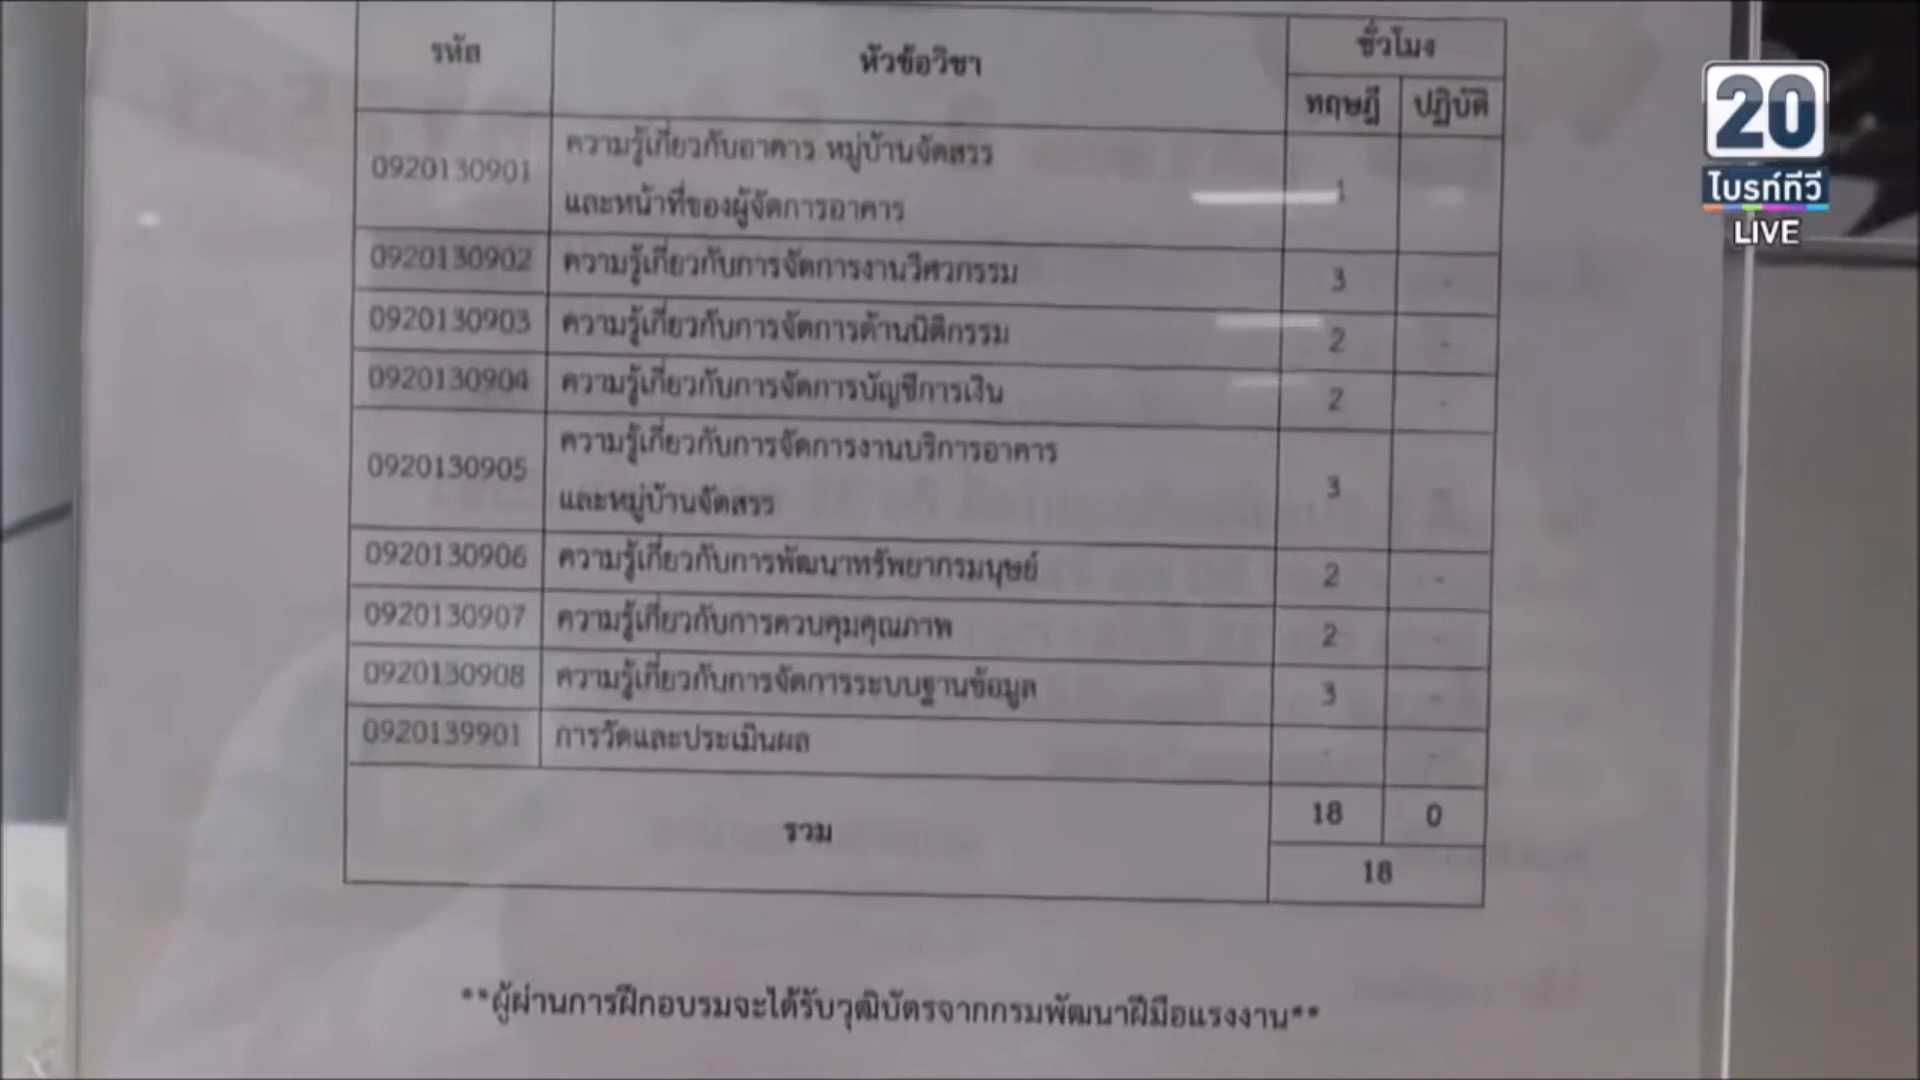 รหัส หัวข้อวิชา ชั่วโมง
ทฤษฎี ปฏิบัติ
0920130901 ความรู้เกี่ยวกับอาคาร หมู่บ้านจัดสรร
และหน้าที่ของผู้จัดการอาคาร 1
0920130902 ความรู้เกี่ยวกับการจัดการงานวิศวกรรม 3 -
0920130903 ความรู้เกี่ยวกับการจัดการด้านนิติกรรม 2 -
0920130904 ความรู้เกี่ยวกับการจัดการบัญชีการเงิน 2 -
0920130905 ความรู้เกี่ยวกับการจัดการงานบริการอาคาร
และหมู่บ้านจัดสรร 3 -
0920130906 ความรู้เกี่ยวกับการพัฒนาทรัพยากรมนุษย์ 2 -
0920130907 ความรู้เกี่ยวกับการควบคุมคุณภาพ 2 -
0920130908 ความรู้เกี่ยวกับการจัดการระบบฐานข้อมูล 3 -
0920139901 การวัดและประเมินผล - -
รวม 18 0
18
**ผู้ผ่านการฝึกอบรมจะได้รับวุฒิบัตรจากกรมพัฒนาฝีมือแรงงาน**
20
ไบรท์ทีวี
LIVE